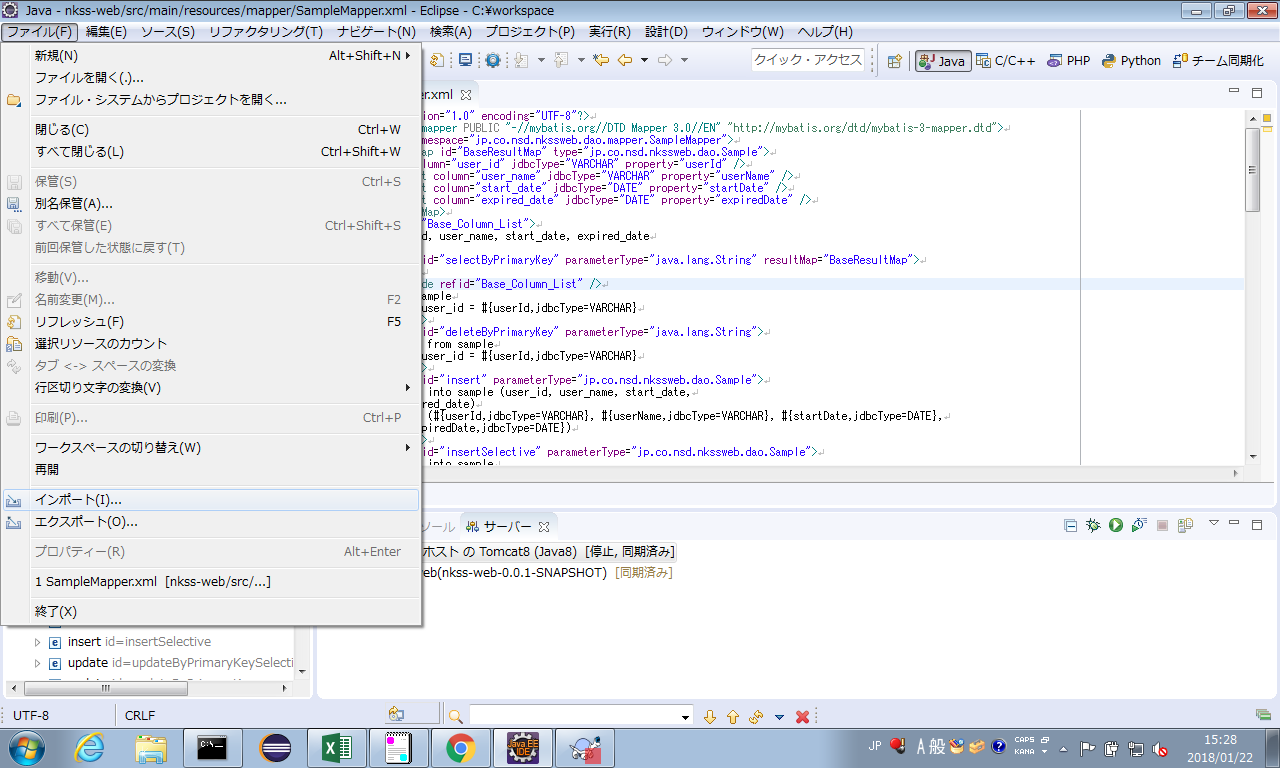 Java - nkss-web/src/main/resources/mapper/SampleMapper.xml - Eclipse - C:¥workspace
ファイル(F) 編集(E) ソース(S) リファクタリング(T) ナビゲート(N) 検索(A) プロジェクト(P) 実行(R) 設計(D) ウィンドウ(W) ヘルプ(H)
クイック・アクセス Java C/C++ PHP Python チーム同期化
新規(N) Alt+Shift+N
ファイルを開く(.)...
ファイル・システムからプロジェクトを開く...
閉じる(C) Ctrl+W
すべて閉じる(L) Ctrl+Shift+W
保管(S) Ctrl+S
別名保管(A)...
すべて保管(E) Ctrl+Shift+S
前回保管した状態に戻す(T)
移動(V)...
名前変更(M)... F2
リフレッシュ(F) F5
選択リソースのカウント
タブ <-> スペースの変換
行区切り文字の変換(V)
印刷(P)... Ctrl+P
ワークスペースの切り替え(W)
再開
インポート(I)...
エクスポート(O)...
プロパティー(R) Alt+Enter
1 SampleMapper.xml [nkss-web/src/...]
終了(X)
er.xml
ion="1.0" encoding="UTF-8"?>
mapper PUBLIC "-//mybatis.org//DTD Mapper 3.0//EN" "http://mybatis.org/dtd/mybatis-3-mapper.dtd">
mespace="jp.co.nsd.nkssweb.dao.mapper.SampleMapper">
ap id="BaseResultMap" type="jp.co.nsd.nkssweb.dao.Sample">
olumn="user_id" jdbcType="VARCHAR" property="userId" />
t column="user_name" jdbcType="VARCHAR" property="userName" />
t column="start_date" jdbcType="DATE" property="startDate" />
t column="expired_date" jdbcType="DATE" property="expiredDate" />
Map>
"Base_Column_List">
d, user_name, start_date, expired_date
id="selectByPrimaryKey" parameterType="java.lang.String" resultMap="BaseResultMap">
de refid="Base_Column_List" />
ample
user_id = #{userId,jdbcType=VARCHAR}
>
id="deleteByPrimaryKey" parameterType="java.lang.String">
from sample
user_id = #{userId,jdbcType=VARCHAR}
>
id="insert" parameterType="jp.co.nsd.nkssweb.dao.Sample">
into sample (user_id, user_name, start_date,
red_date)
(#{userId,jdbcType=VARCHAR}, #{userName,jdbcType=VARCHAR}, #{startDate,jdbcType=DATE},
piredDate,jdbcType=DATE})
>
id="insertSelective" parameterType="jp.co.nsd.nkssweb.dao.Sample">
into sample
ソール サーバー
ホスト の Tomcat8 (Java8) [停止, 同期済み]
eb(nkss-web-0.0.1-SNAPSHOT) [同期済み]
insert id=insertSelective
update id=updateByPrimaryKeySelecti
UTF-8 CRLF
JP A 般 CAPS KANA
15:28
2018/01/22